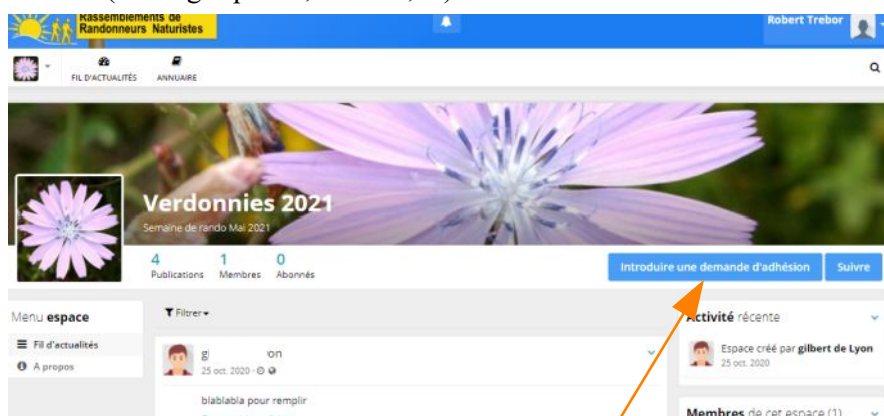 Rassemblements de
Randonneurs Naturistes
Robert Trebor
FIL D'ACTUALITÉS
ANNUAIRE
Verdonnies 2021
Semaine de rando Mai 2021
4 1 0
Publications Membres Abonnés
Introduire une demande d'adhésion
Suivre
Menu espace
Fil d'actualités
A propos
Filtrer
gi on
25 oct. 2020
blablabla pour remplir
Activité récente
Espace créé par gilbert de Lyon
25 oct. 2020
Membres de cet espace (1)